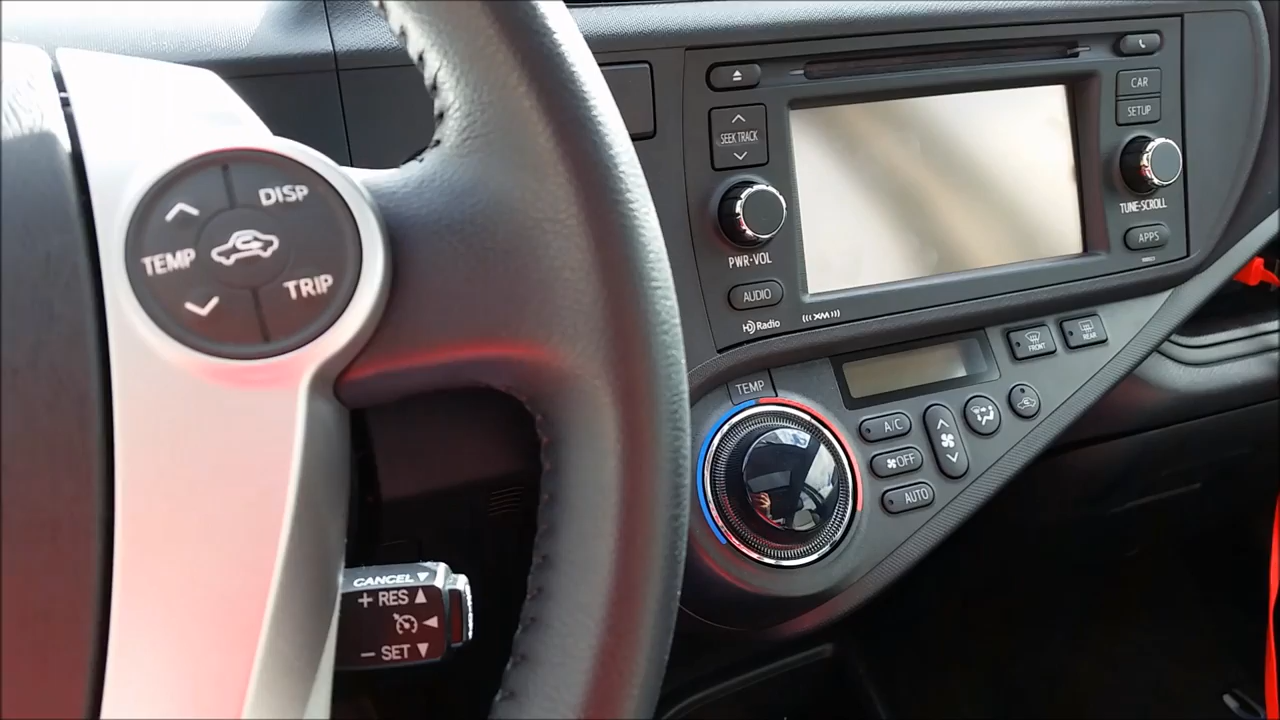 DISP
TEMP
TRIP
CANCEL
+ RES
− SET
SEEK TRACK
PWR•VOL
AUDIO
HD Radio
((( XM )))
CAR
SETUP
TUNE•SCROLL
APPS
TEMP
FRONT
REAR
A/C
OFF
AUTO